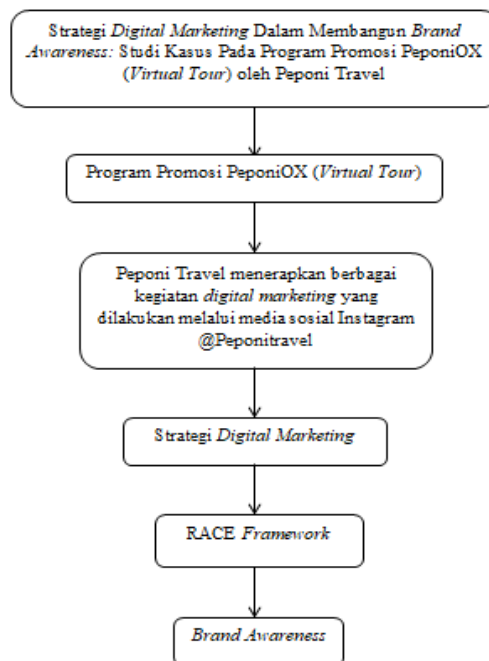 Strategi Digital Marketing Dalam Membangun Brand
Awareness: Studi Kasus Pada Program Promosi PeponiOX
(Virtual Tour) oleh Peponi Travel
Program Promosi PeponiOX (Virtual Tour)
Peponi Travel menerapkan berbagai
kegiatan digital marketing yang
dilakukan melalui media sosial Instagram
@Peponitravel
Strategi Digital Marketing
RACE Framework
Brand Awareness